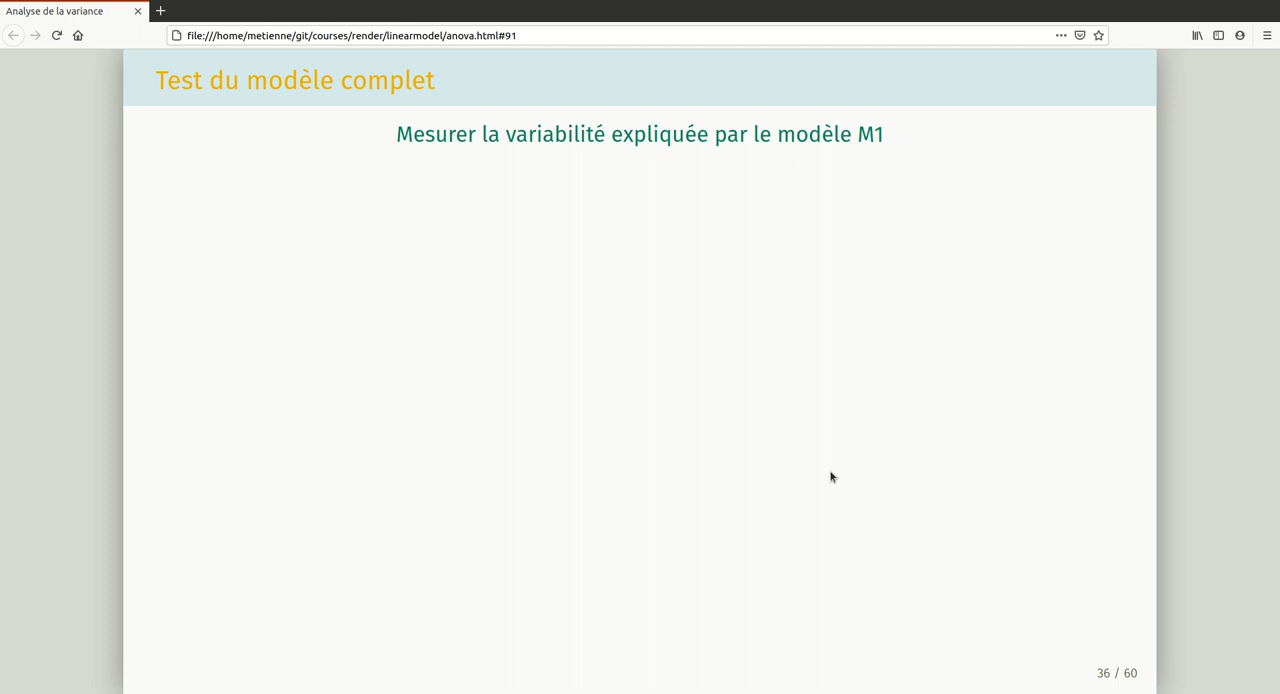 Analyse de la variance
file:///home/metienne/git/courses/render/linearmodel/anova.html#91
Test du modèle complet
Mesurer la variabilité expliquée par le modèle M1
36 / 60